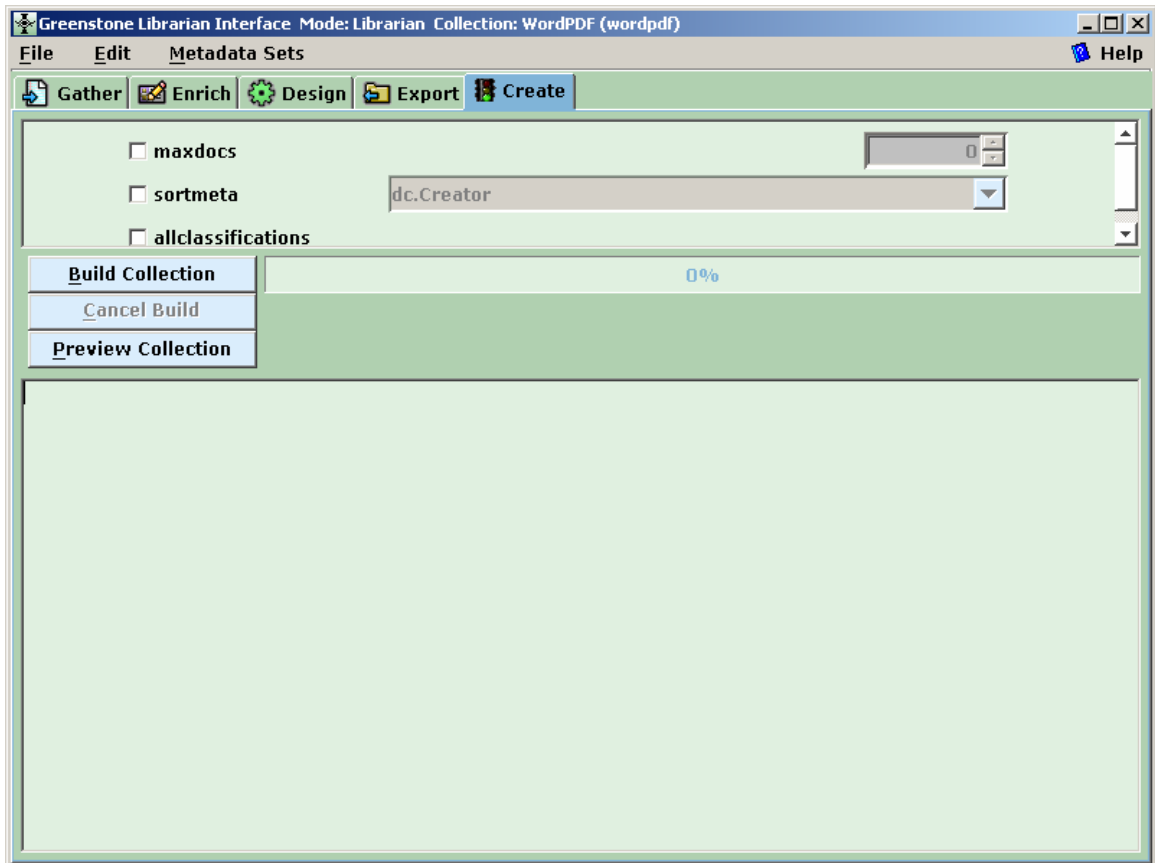 Greenstone Librarian Interface Mode: Librarian Collection: WordPDF (wordpdf)
File Edit Metadata Sets Help
Gather Enrich Design Export Create
maxdocs 0
sortmeta dc.Creator
allclassifications
Build Collection 0%
Cancel Build
Preview Collection